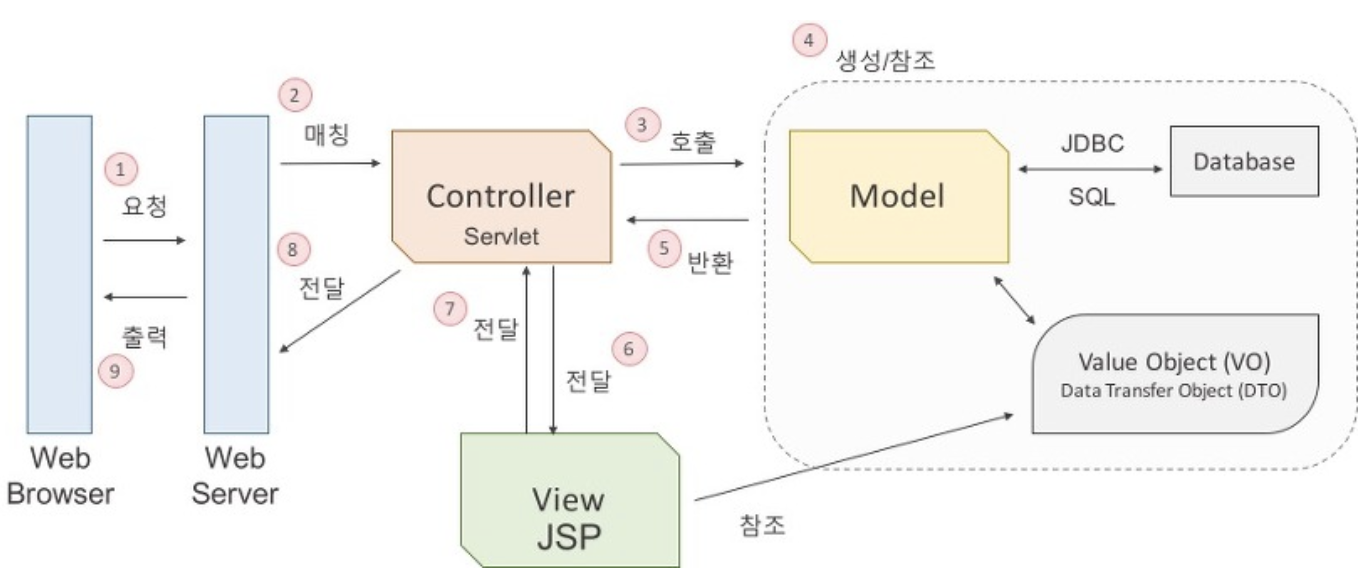 4
생성/참조
2
매칭
3
호출
1
요청
Controller
Servlet
Model
JDBC
SQL
Database
8
전달
5
반환
7
전달
6
전달
출력
9
Value Object (VO)
Data Transfer Object (DTO)
Web
Browser
Web
Server
View
JSP
참조